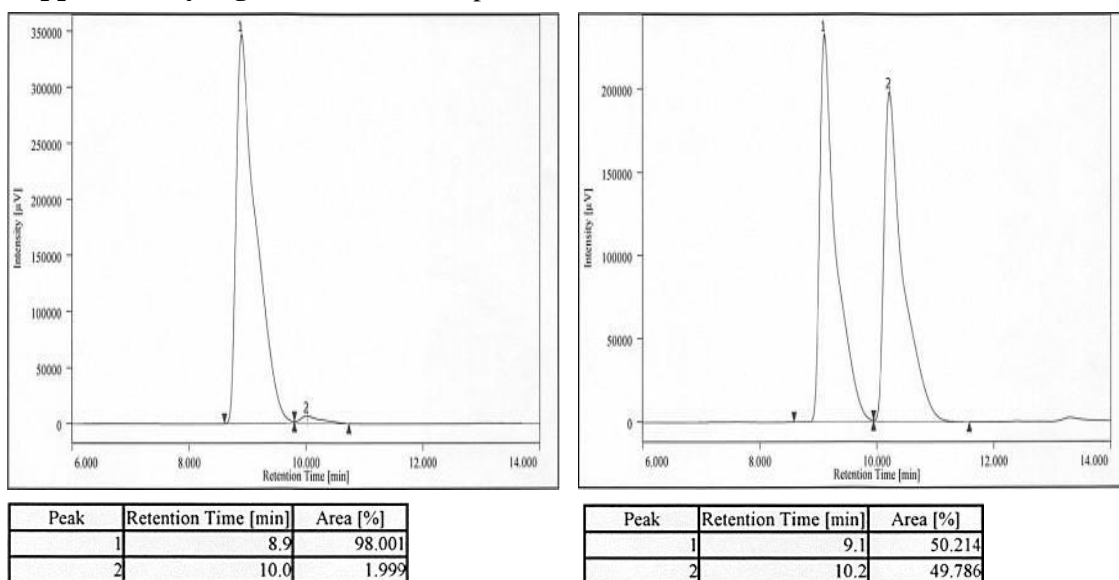 350000
300000
250000
200000
150000
100000
50000
0
Intensity [µV]
1
2
6.000 8.000 10.000 12.000 14.000
Retention Time [min]
Peak Retention Time [min] Area [%]
1 8.9 98.001
2 10.0 1.999
200000
150000
100000
50000
0
Intensity [µV]
1
2
6.000 8.000 10.000 12.000 14.000
Retention Time [min]
Peak Retention Time [min] Area [%]
1 9.1 50.214
2 10.2 49.786